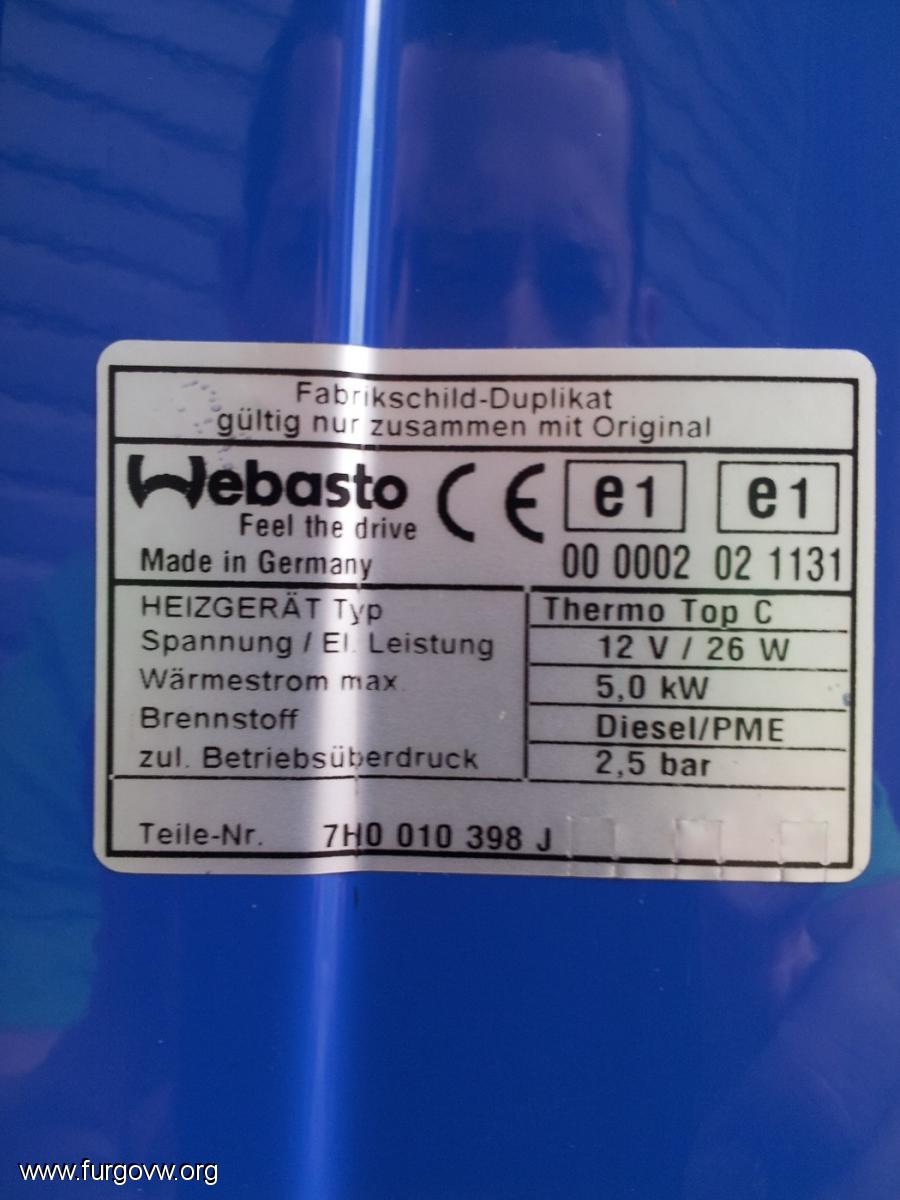 Fabrikschild-Duplikat
gültig nur zusammen mit Original
Webasto CE e1 e1
Feel the drive
Made in Germany 00 0002 02 1131
HEIZGERÄT Typ Thermo Top C
Spannung / El. Leistung 12 V / 26 W
Wärmestrom max. 5,0 kW
Brennstoff Diesel/PME
zul. Betriebsüberdruck 2,5 bar
Teile-Nr. 7H0 010 398 J
www.furgovw.org